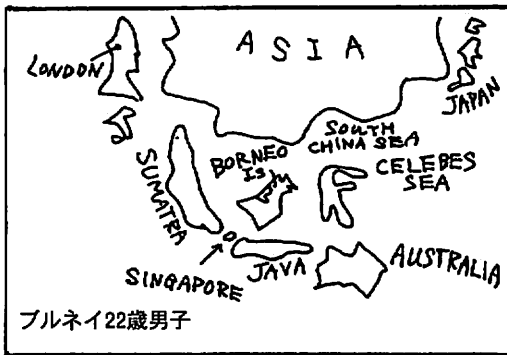 ASIA
LONDON
JAPAN
SOUTH
CHINA SEA
BORNEO
IS
CELEBES
SEA
SUMATRA
SINGAPORE
JAVA
AUSTRALIA
ブルネイ22歳男子